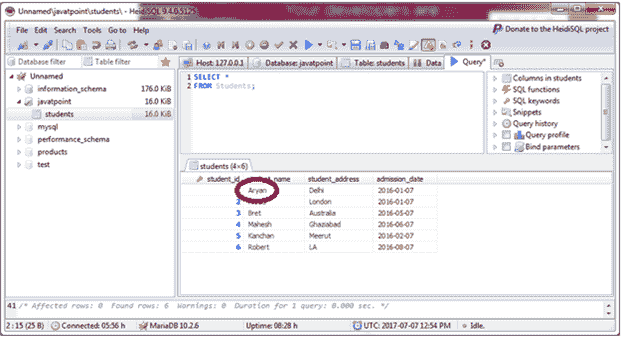 Unnamed\javatpoint\students\ - HeidiSQL 9.4.0.5
File Edit Search Tools Go to Help
Donate to the HeidiSQL project
Database filter Table filter
Host: 127.0.0.1 Database: javatpoint Table: students Data Query*
Unnamed
information_schema 176.0 KiB
javatpoint 16.0 KiB
students 16.0 KiB
mysql
performance_schema
products
test
1 SELECT *
2 FROM Students;
Columns in students
SQL functions
SQL keywords
Snippets
Query history
Query profile
Bind parameters
students (4×6)
student_id student_name student_address admission_date
Aryan Delhi 2016-01-07
2 London 2016-01-07
3 Bret Australia 2016-05-07
4 Mahesh Ghaziabad 2016-06-07
5 Kanchan Meerut 2016-02-07
6 Robert LA 2016-08-07
41 /* Affected rows: 0 Found rows: 6 Warnings: 0 Duration for 1 query: 0.000 sec. */
2 : 15 (25 B) Connected: 05:56 h MariaDB 10.2.6 Uptime: 08:28 h UTC: 2017-07-07 12:54 PM Idle.